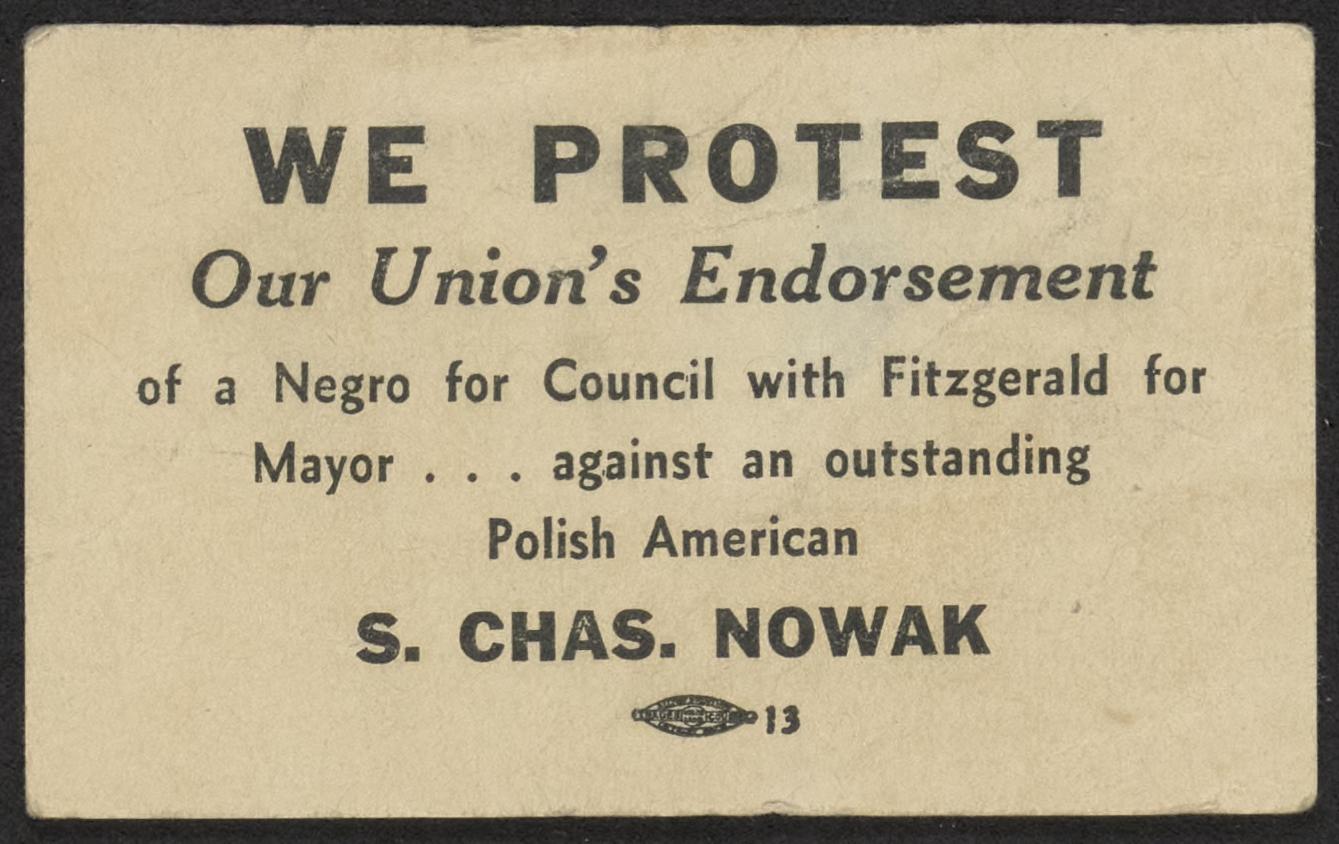 WE PROTEST
Our Union's Endorsement
of a Negro for Council with Fitzgerald for
Mayor . . . against an outstanding
Polish American
S. CHAS. NOWAK
13